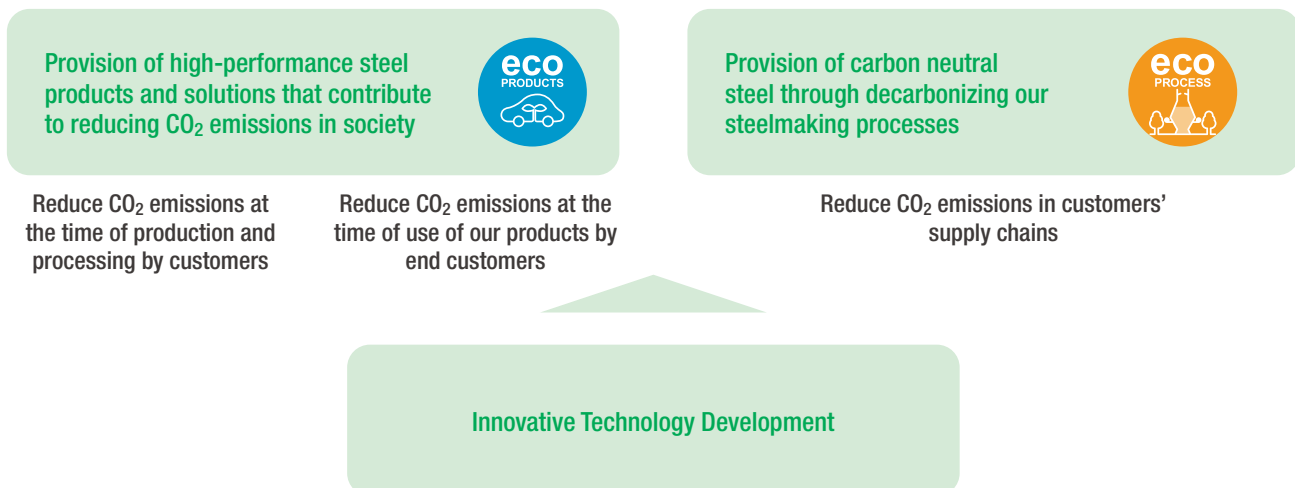 Provision of high-performance steel
products and solutions that contribute
to reducing CO₂ emissions in society
eco
PRODUCTS
Provision of carbon neutral
steel through decarbonizing our
steelmaking processes
eco
PROCESS
Reduce CO₂ emissions at
the time of production and
processing by customers
Reduce CO₂ emissions at the
time of use of our products by
end customers
Reduce CO₂ emissions in customers’
supply chains
Innovative Technology Development